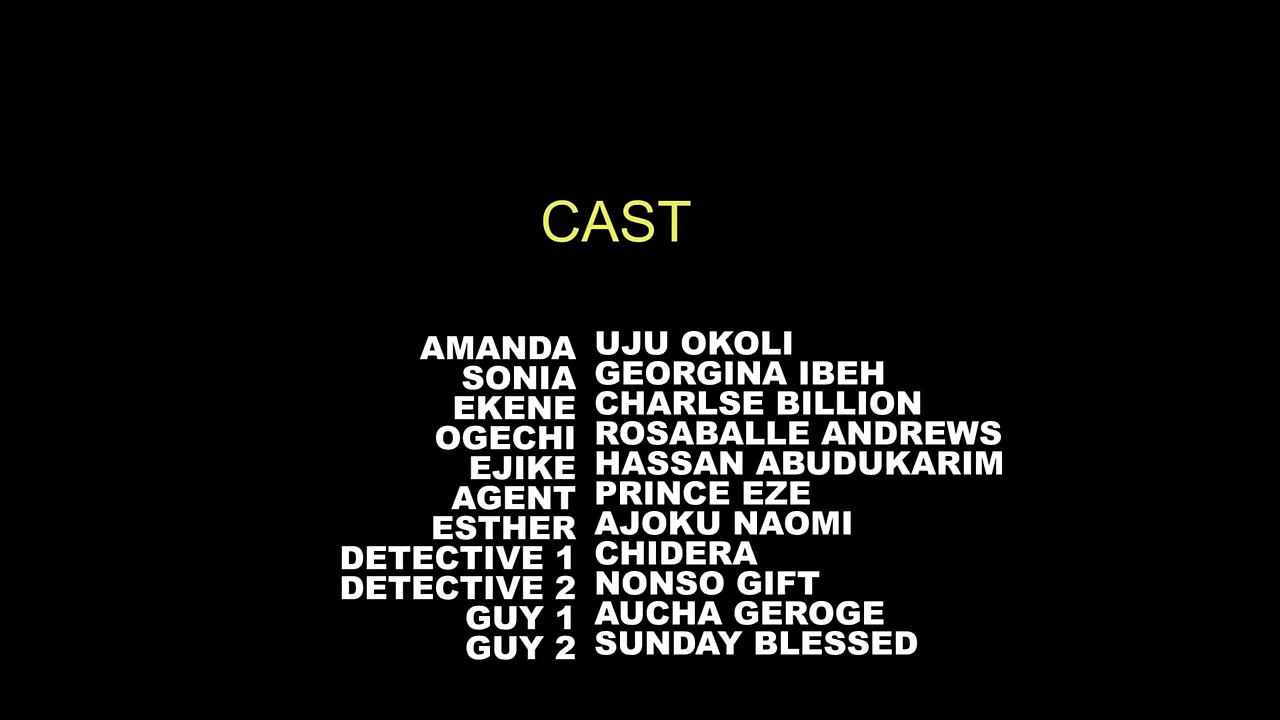 CAST
AMANDA UJU OKOLI
SONIA GEORGINA IBEH
EKENE CHARLSE BILLION
OGECHI ROSABALLE ANDREWS
EJIKE HASSAN ABUDUKARIM
AGENT PRINCE EZE
ESTHER AJOKU NAOMI
DETECTIVE 1 CHIDERA
DETECTIVE 2 NONSO GIFT
GUY 1 AUCHA GEROGE
GUY 2 SUNDAY BLESSED